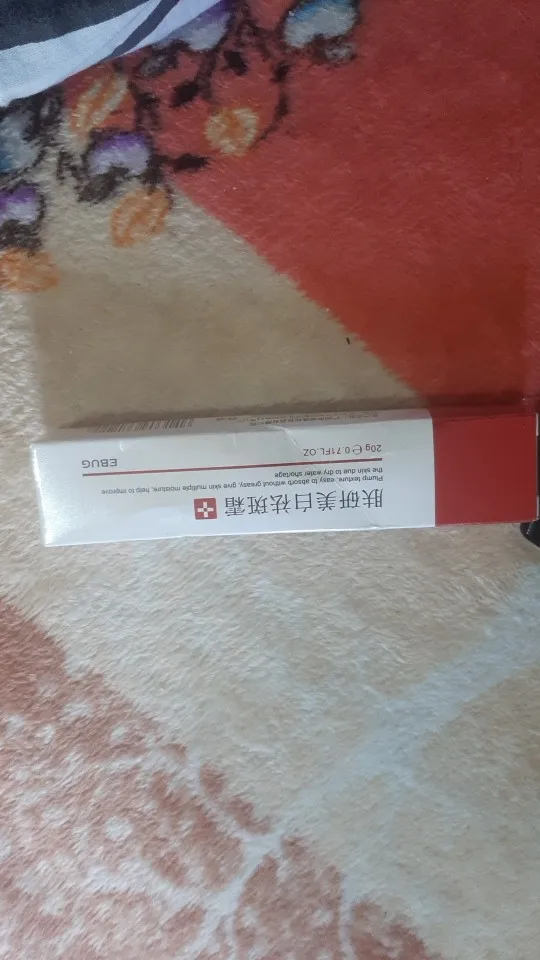 肤研美白祛斑霜
Plump texture, easy to absorb without greasy, give skin multiple moisture, help to improve
the skin due to dry water shortage
20g ℮ 0.71FL.OZ
EBUG